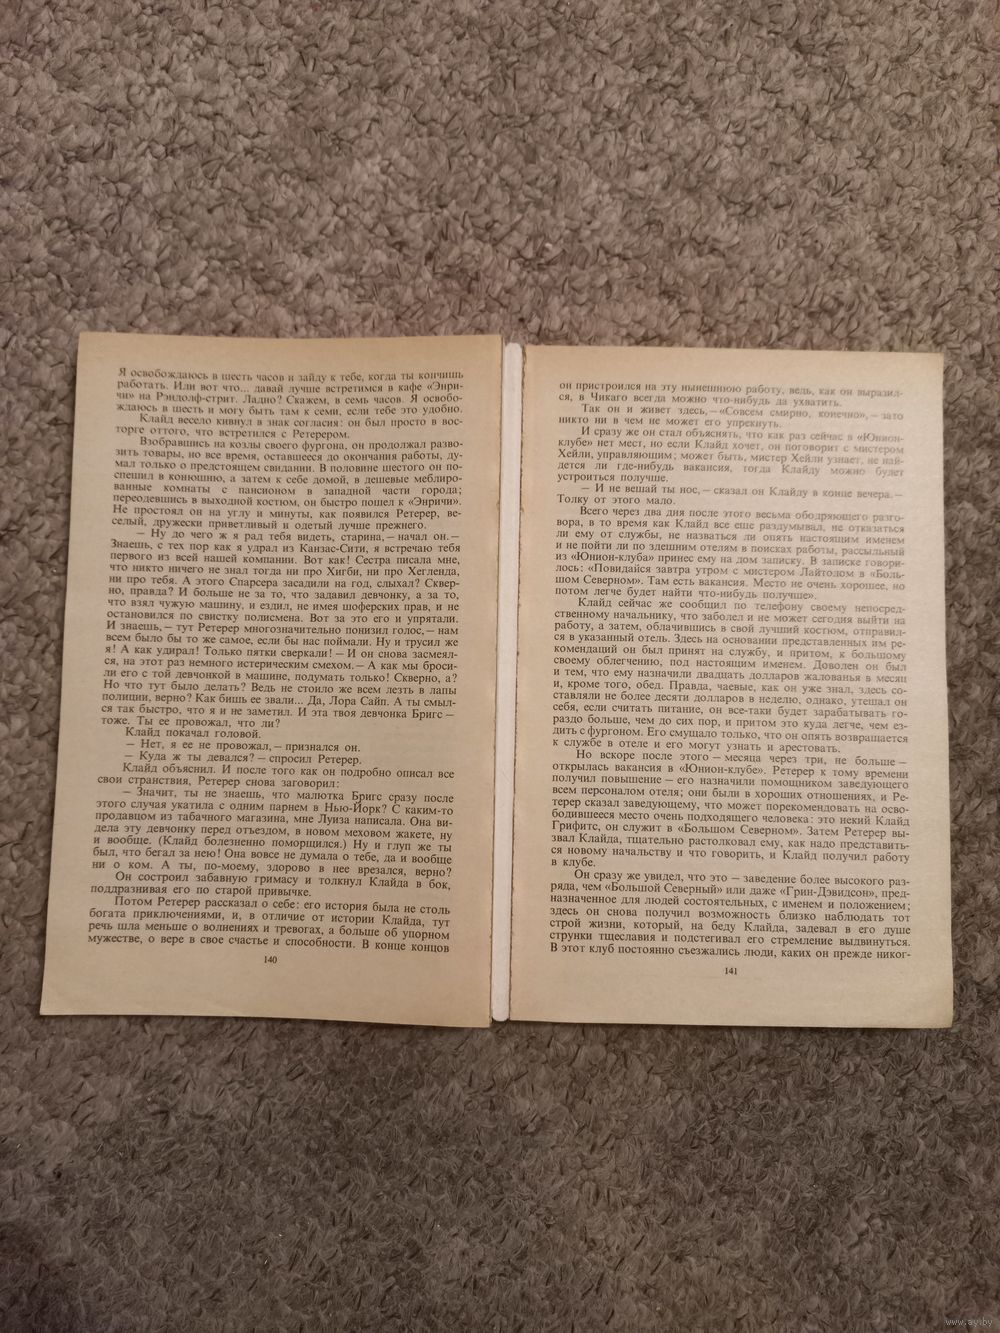 Я освобождаюсь в шесть часов и зайду к тебе, когда ты кончишь
работать. Или вот что... давай лучше встретимся в кафе «Энри-
чи» на Рэндолф-стрит. Ладно? Скажем, в семь часов. Я освобо-
ждаюсь в шесть и могу быть там к семи, если тебе это удобно.
Клайд весело кивнул в знак согласия: он был просто в вос-
торге оттого, что встретился с Ретерером.
Взобравшись на козлы своего фургона, он продолжал разво-
зить товары, но все время, оставшееся до окончания работы, ду-
мал только о предстоящем свидании. В половине шестого он по-
спешил в конюшню, а затем к себе домой, в дешевые меблиро-
ванные комнаты с пансионом в западной части города;
переодевшись в выходной костюм, он быстро пошел к «Энричи».
Не простоял он на углу и минуты, как появился Ретерер, ве-
селый, дружески приветливый и одетый лучше прежнего.
— Ну до чего ж я рад тебя видеть, старина, — начал он. —
Знаешь, с тех пор как я удрал из Канзас-Сити, я встречаю тебя
первого из всей нашей компании. Вот как! Сестра писала мне,
что никто ничего не знал тогда ни про Хигби, ни про Хегленда,
ни про тебя. А этого Спарсера засадили на год, слыхал? Сквер-
но, правда? И больше не за то, что задавил девчонку, а за то,
что взял чужую машину, и ездил, не имея шоферских прав, и не
остановился по свистку полисмена. Вот за это его и упрятали.
И знаешь, — тут Ретерер многозначительно понизил голос, — нам
всем было бы то же самое, если бы нас поймали. Ну и трусил же
я! А как удирал! Только пятки сверкали! — И он снова засмеял-
ся, на этот раз немного истерическим смехом. — А как мы броси-
ли его с той девчонкой в машине, подумать только! Скверно, а?
Но что тут было делать? Ведь не стоило же всем лезть в лапы
полиции, верно? Как бишь ее звали... Да, Лора Сайп. А ты смыл-
ся так быстро, что я и не заметил. И эта твоя девчонка Бригс —
тоже. Ты ее провожал, что ли?
Клайд покачал головой.
— Нет, я ее не провожал, — признался он.
— Куда ж ты девался? — спросил Ретерер.
Клайд объяснил. И после того как он подробно описал все
свои странствия, Ретерер снова заговорил:
— Значит, ты не знаешь, что малютка Бригс сразу после
этого случая укатила с одним парнем в Нью-Йорк? С каким-то
продавцом из табачного магазина, мне Луиза написала. Она ви-
дела эту девчонку перед отъездом, в новом меховом жакете, ну
и вообще. (Клайд болезненно поморщился.) Ну и глуп же ты
был, что бегал за нею! Она вовсе не думала о тебе, да и вообще
ни о ком. А ты, по-моему, здорово в нее врезался, верно?
Он состроил забавную гримасу и толкнул Клайда в бок,
поддразнивая его по старой привычке.
Потом Ретерер рассказал о себе: его история была не столь
богата приключениями, и, в отличие от истории Клайда, тут
речь шла меньше о волнениях и тревогах, а больше об упорном
мужестве, о вере в свое счастье и способности. В конце концов
140
он пристроился на эту нынешнюю работу, ведь, как он выразил-
ся, в Чикаго всегда можно что-нибудь да ухватить.
Так он и живет здесь, — «Совсем смирно, конечно», — зато
никто ни в чем не может его упрекнуть.
И сразу же он стал объяснять, что как раз сейчас в «Юнион-
клубе» нет мест, но если Клайд хочет, он поговорит с мистером
Хейли, управляющим; может быть, мистер Хейли узнает, не най-
дется ли где-нибудь вакансия, тогда Клайду можно будет
устроиться получше.
— И не вешай ты нос, — сказал он Клайду в конце вечера. —
Толку от этого мало.
Всего через два дня после этого весьма ободряющего разго-
вора, в то время как Клайд все еще раздумывал, не отказаться
ли ему от службы, не назваться ли опять настоящим именем
и не пойти ли по здешним отелям в поисках работы, рассыльный
из «Юнион-клуба» принес ему на дом записку. В записке говори-
лось: «Повидайся завтра утром с мистером Лайтолом в «Боль-
шом Северном». Там есть вакансия. Место не очень хорошее, но
потом легче будет найти что-нибудь получше».
Клайд сейчас же сообщил по телефону своему непосред-
ственному начальнику, что заболел и не может сегодня выйти на
работу, а затем, облачившись в свой лучший костюм, отправил-
ся в указанный отель. Здесь на основании представленных им ре-
комендаций он был принят на службу, и притом, к большому
своему облегчению, под настоящим именем. Доволен он был
и тем, что ему назначили двадцать долларов жалованья в месяц
и, кроме того, обед. Правда, чаевые, как он уже знал, здесь со-
ставляли не более десяти долларов в неделю, однако, утешал он
себя, если считать питание, он все-таки будет зарабатывать го-
раздо больше, чем до сих пор, и притом это куда легче, чем ез-
дить с фургоном. Его смущало только, что он опять возвращается
к службе в отеле и его могут узнать и арестовать.
Но вскоре после этого — месяца через три, не больше —
открылась вакансия в «Юнион-клубе». Ретерер к тому времени
получил повышение — его назначили помощником заведующего
всем персоналом отеля; они были в хороших отношениях, и Ре-
терер сказал заведующему, что может порекомендовать на осво-
бодившееся место очень подходящего человека: это некий Клайд
Грифитс, он служит в «Большом Северном». Затем Ретерер вы-
звал Клайда, тщательно растолковал ему, как надо представить-
ся новому начальству и что говорить, и Клайд получил работу
в клубе.
Он сразу же увидел, что это — заведение более высокого раз-
ряда, чем «Большой Северный» или даже «Грин-Дэвидсон», пред-
назначенное для людей состоятельных, с именем и положением;
здесь он снова получил возможность близко наблюдать тот
строй жизни, который, на беду Клайда, задевал в его душе
струнки тщеславия и подстегивал его стремление выдвинуться.
В этот клуб постоянно съезжались люди, каких он прежде никог-
141
www.ay.by